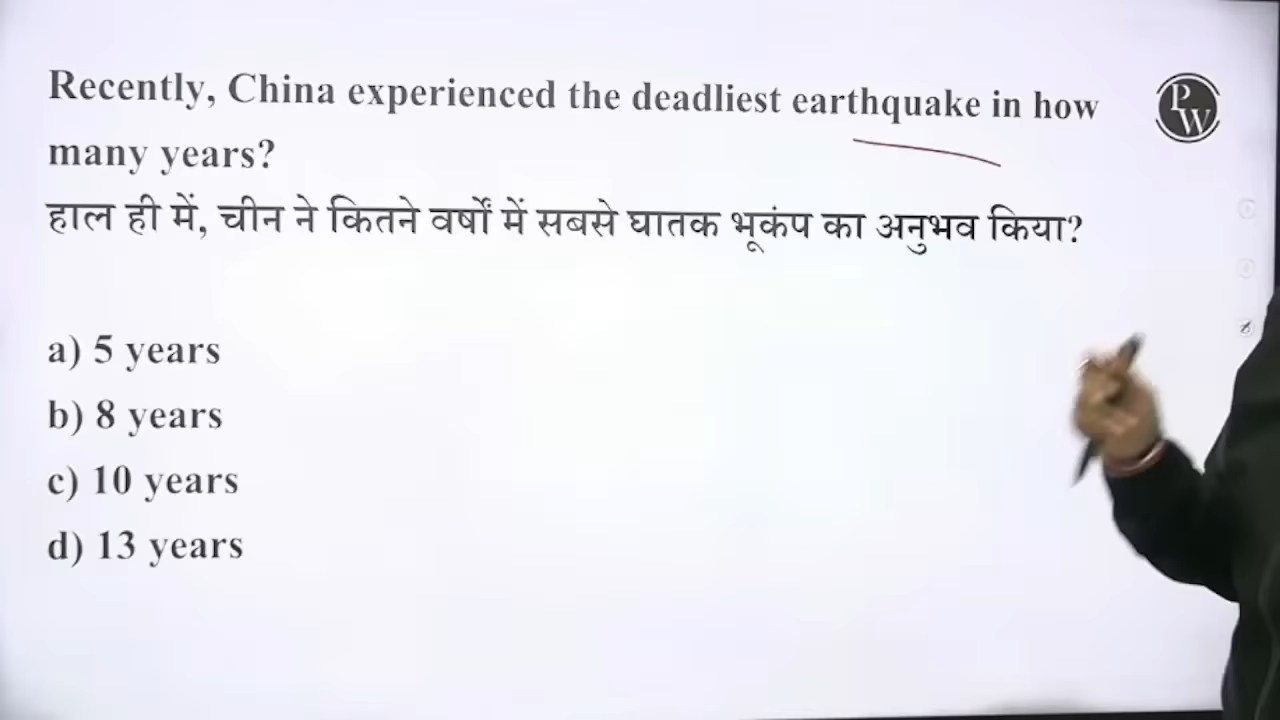 Recently, China experienced the deadliest earthquake in how
many years?
हाल ही में, चीन ने कितने वर्षों में सबसे घातक भूकंप का अनुभव किया?
a) 5 years
b) 8 years
c) 10 years
d) 13 years
PW